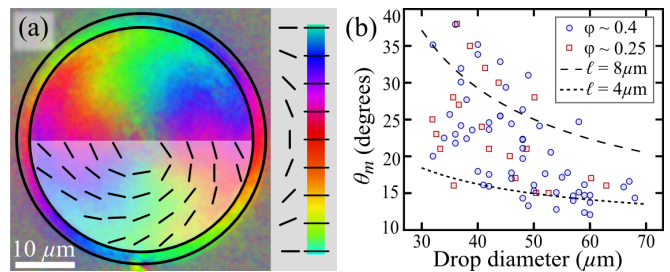 (a)
10 μm
(b)
40
35
30
25
20
15
10
θm (degrees)
φ ~ 0.4
φ ~ 0.25
ℓ = 8μm
ℓ = 4μm
30 40 50 60 70
Drop diameter (μm)